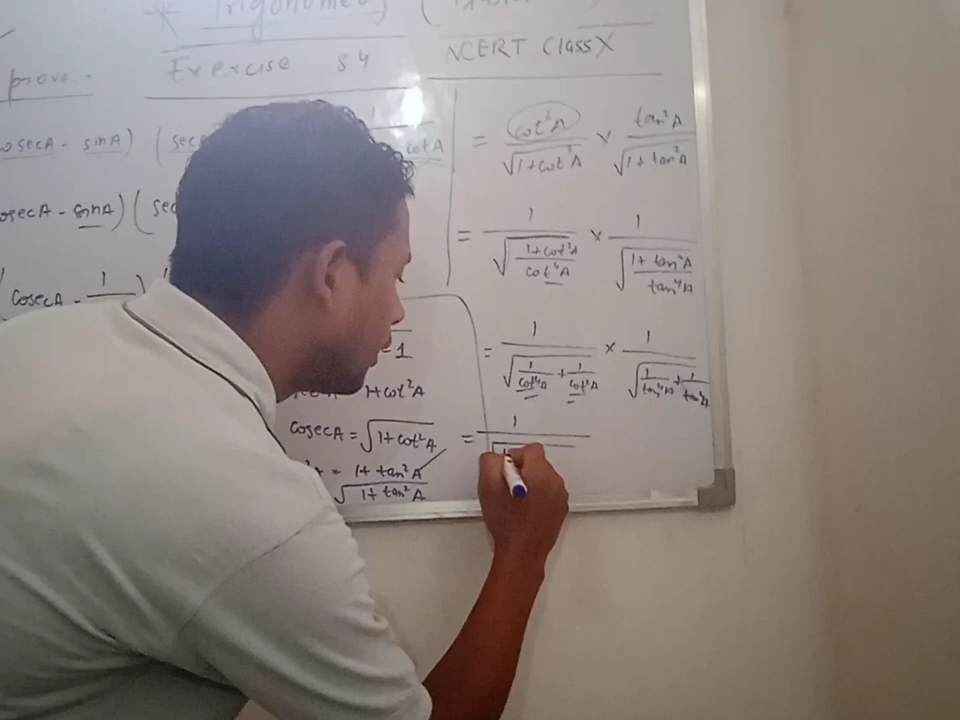 * Trigonometry (
Exercise 8.4
NCERT Class X
prove:-
cosecA - sinA) (sec
cotA
cosecA - sinA) (sec
cosecA - 1
= 1
1+cot²A
cosecA = √1+cot²A
= 1+tan²A
√1+tan²A
= cot²A/√1+cot²A × tan²A/√1+tan²A
= 1/√(1+cot²A/cot⁴A) × 1/√(1+tan²A/tan⁴A)
= 1/√(1/cot⁴A + 1/cot²A) × 1/√(1/tan⁴A + 1/tan²A)
= 1/√